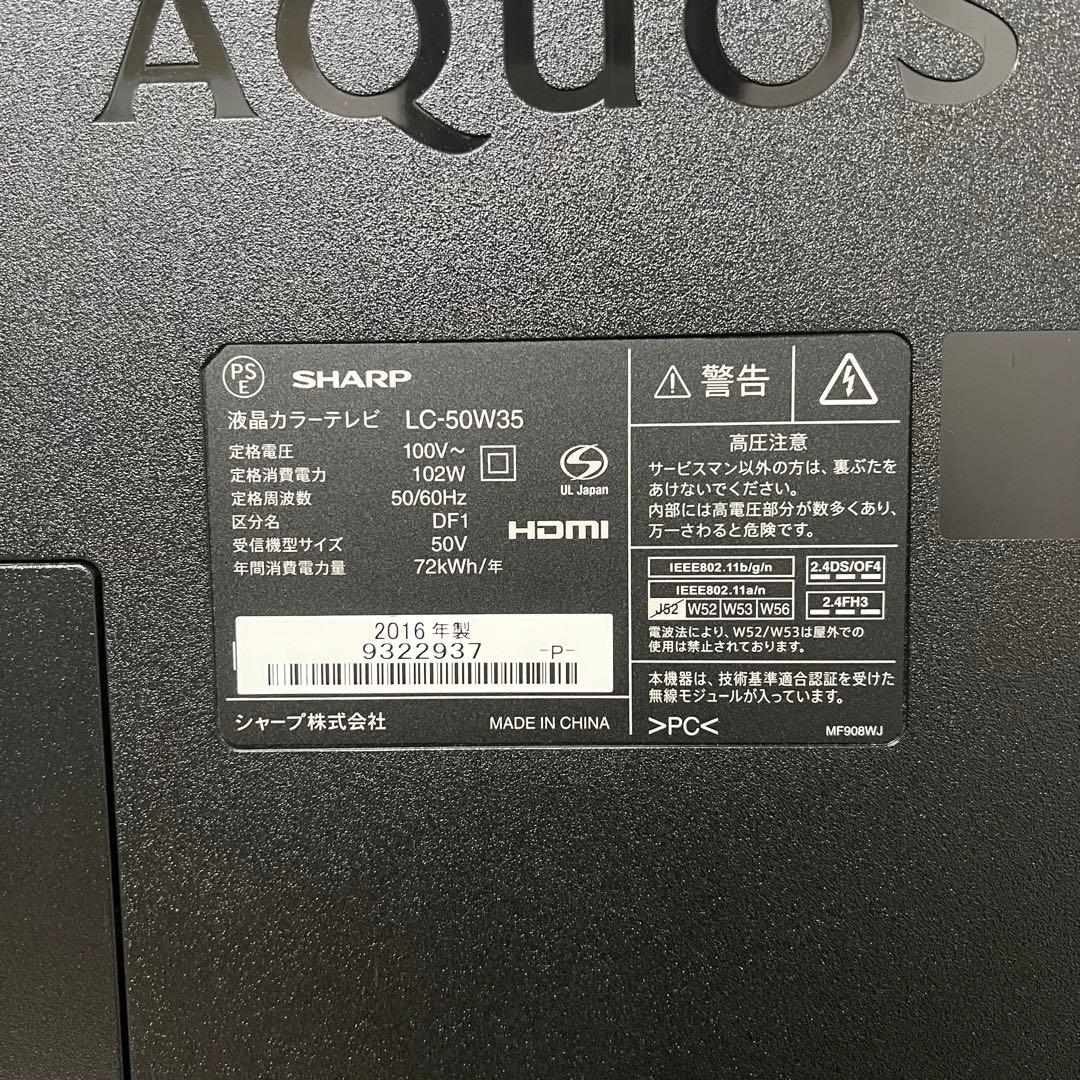 AQUOS
PS
E
SHARP
液晶カラーテレビ LC-50W35
定格電圧 100V～
定格消費電力 102W
定格周波数 50/60Hz
区分名 DF1
受信機型サイズ 50V
年間消費電力量 72kWh/年
UL Japan
HDMI
2016年製
9322937 -P-
シャープ株式会社 MADE IN CHINA
警告
高圧注意
サービスマン以外の方は、裏ぶたを
あけないでください。
内部には高電圧部分が数多くあり、
万一さわると危険です。
IEEE802.11b/g/n
IEEE802.11a/n
J52 W52 W53 W56
2.4DS/OF4
2.4FH3
電波法により、W52/W53は屋外での
使用は禁止されております。
本機器は、技術基準適合認証を受けた
無線モジュールが入っています。
>PC< MF908WJ